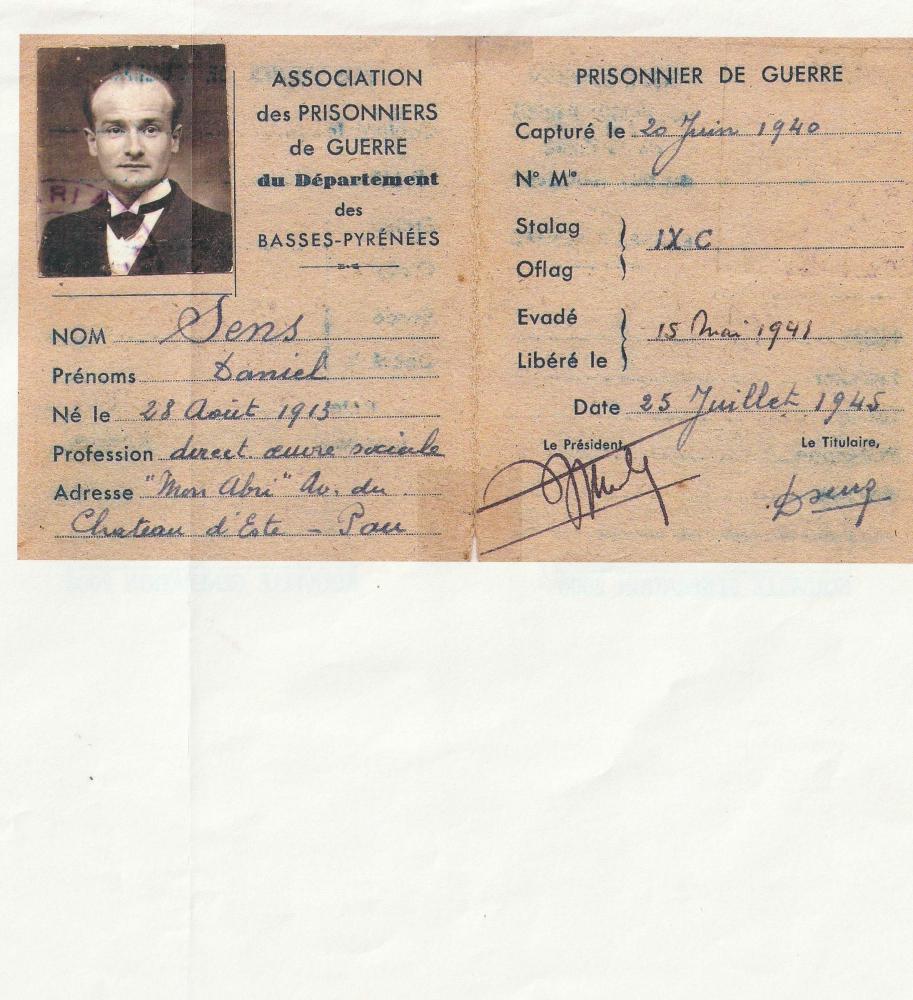 ASSOCIATION
des PRISONNIERS
de GUERRE
du Département
des
BASSES-PYRÉNÉES
NOM Sens
Prénoms Daniel
Né le 28 Août 1913
Profession direct œuvre sociale
Adresse "Mon Abri" Av. du
Chateau d'Este - Pau
PRISONNIER DE GUERRE
Capturé le 20 Juin 1940
N° Mle
Stalag
IX C
Oflag
Evadé
15 Mai 1941
Libéré le
Date 25 Juillet 1945
Le Président, Le Titulaire,
DSens